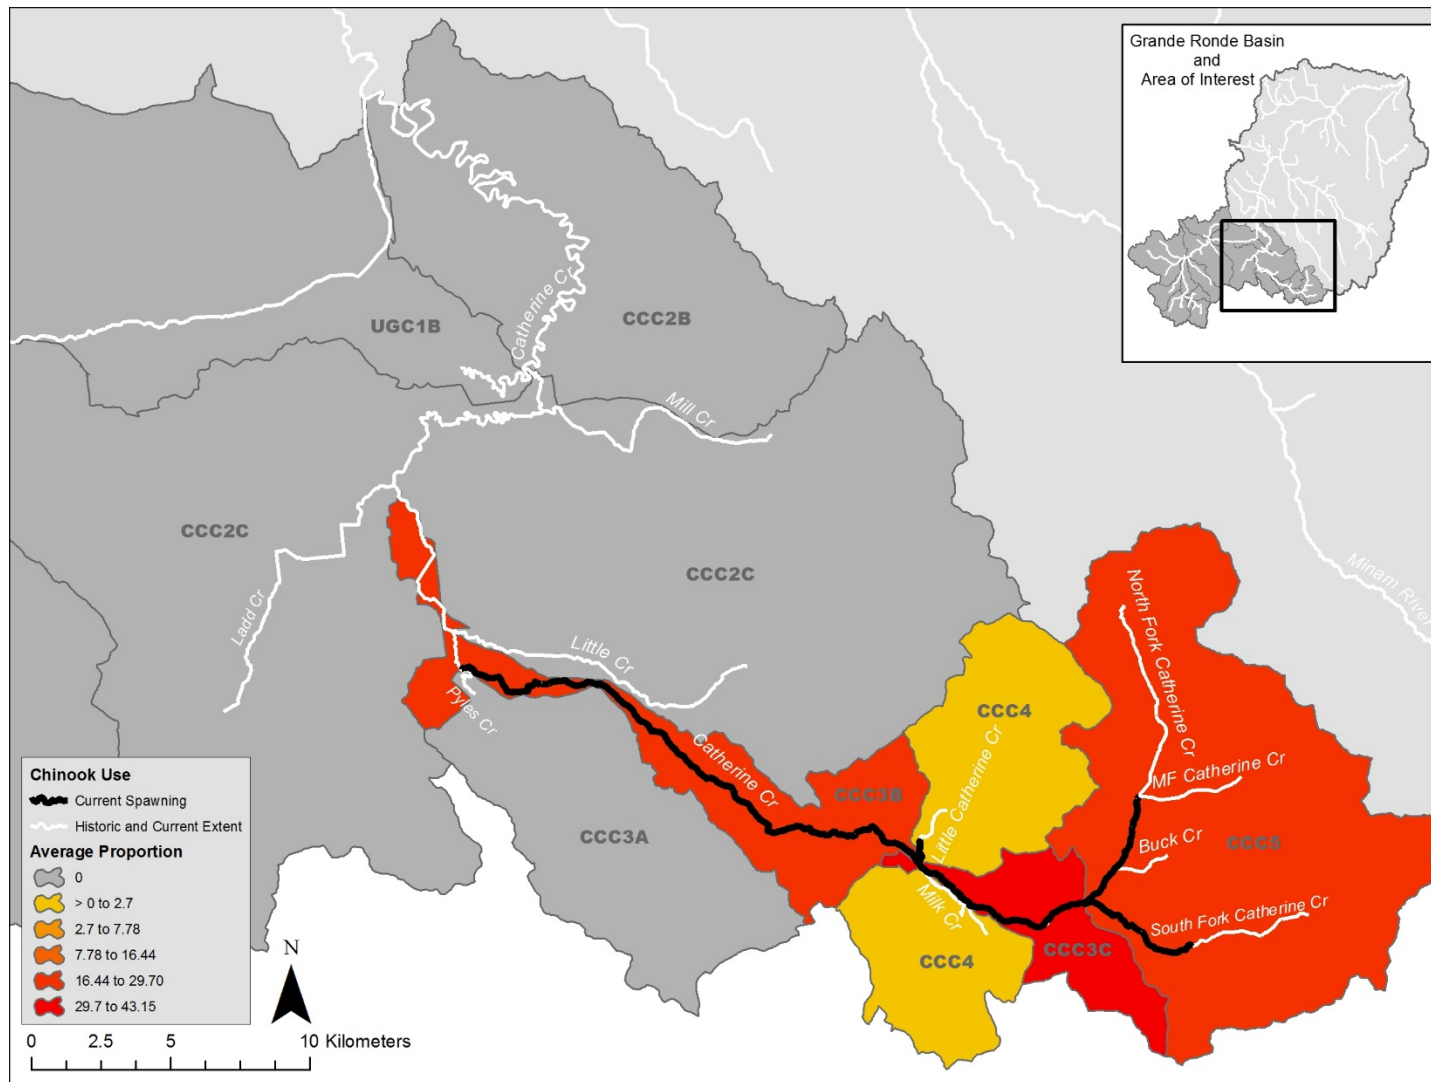 Grande Ronde Basin
and
Area of Interest
Catherine Cr
UGC1B
CCC2B
Mill Cr
CCC2C
CCC2C
Ladd Cr
Minam River
North Fork Catherine Cr
Little Cr
Pyles Cr
CCC4
Catherine Cr
Little Catherine Cr
MF Catherine Cr
CCC3B
CCC3A
Buck Cr
CCC5
Milk Cr
South Fork Catherine Cr
CCC4
CCC3C
Chinook Use
Current Spawning
Historic and Current Extent
Average Proportion
0
> 0 to 2.7
2.7 to 7.78
7.78 to 16.44
16.44 to 29.70
29.7 to 43.15
N
0 2.5 5 10 Kilometers